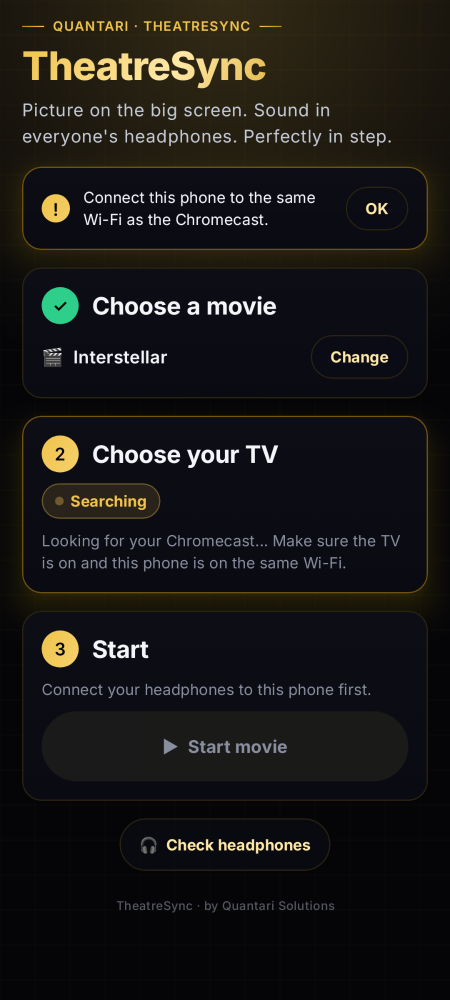 QUANTARI · THEATRESYNC
TheatreSync
Picture on the big screen. Sound in
everyone's headphones. Perfectly in step.
!
Connect this phone to the same
Wi-Fi as the Chromecast.
OK
Choose a movie
Interstellar
Change
2
Choose your TV
Searching
Looking for your Chromecast... Make sure the TV
is on and this phone is on the same Wi-Fi.
3
Start
Connect your headphones to this phone first.
Start movie
Check headphones
TheatreSync · by Quantari Solutions